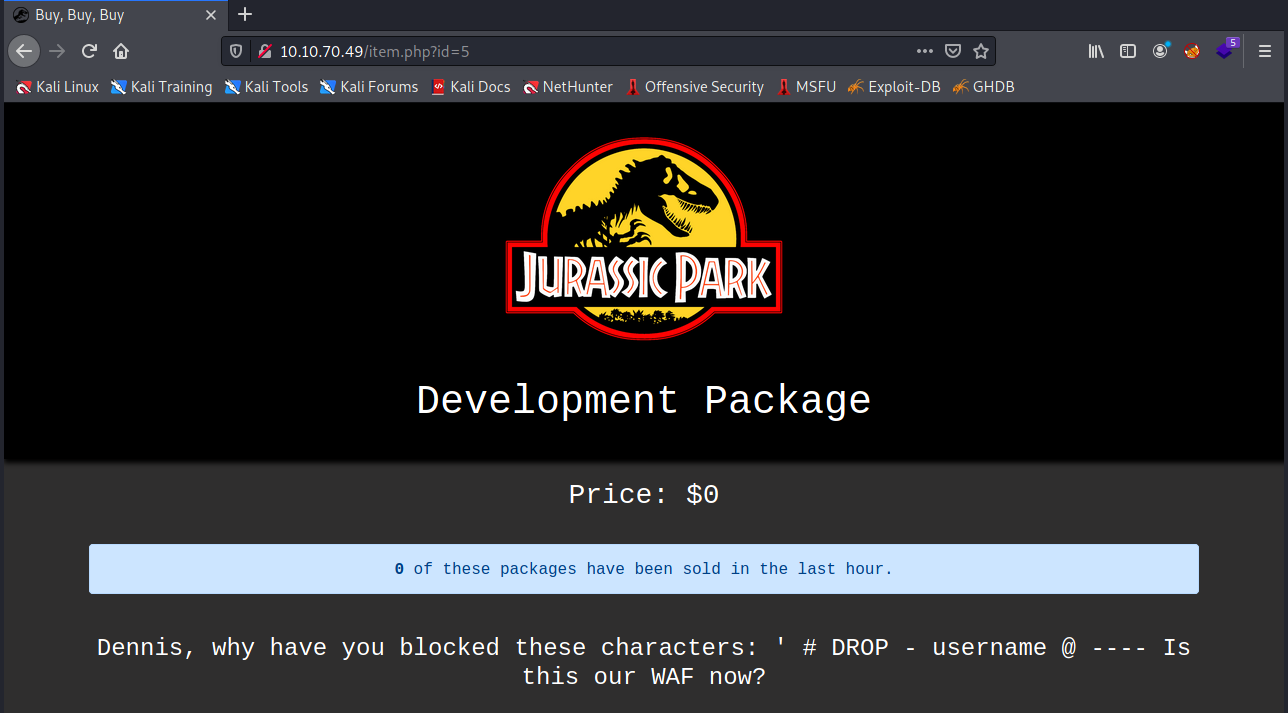 Buy, Buy, Buy
10.10.70.49/item.php?id=5
5
Kali Linux Kali Training Kali Tools Kali Forums Kali Docs NetHunter Offensive Security MSFU Exploit-DB GHDB
JURASSIC PARK
Development Package
Price: $0
0 of these packages have been sold in the last hour.
Dennis, why have you blocked these characters: ' # DROP - username @ ---- Is
this our WAF now?